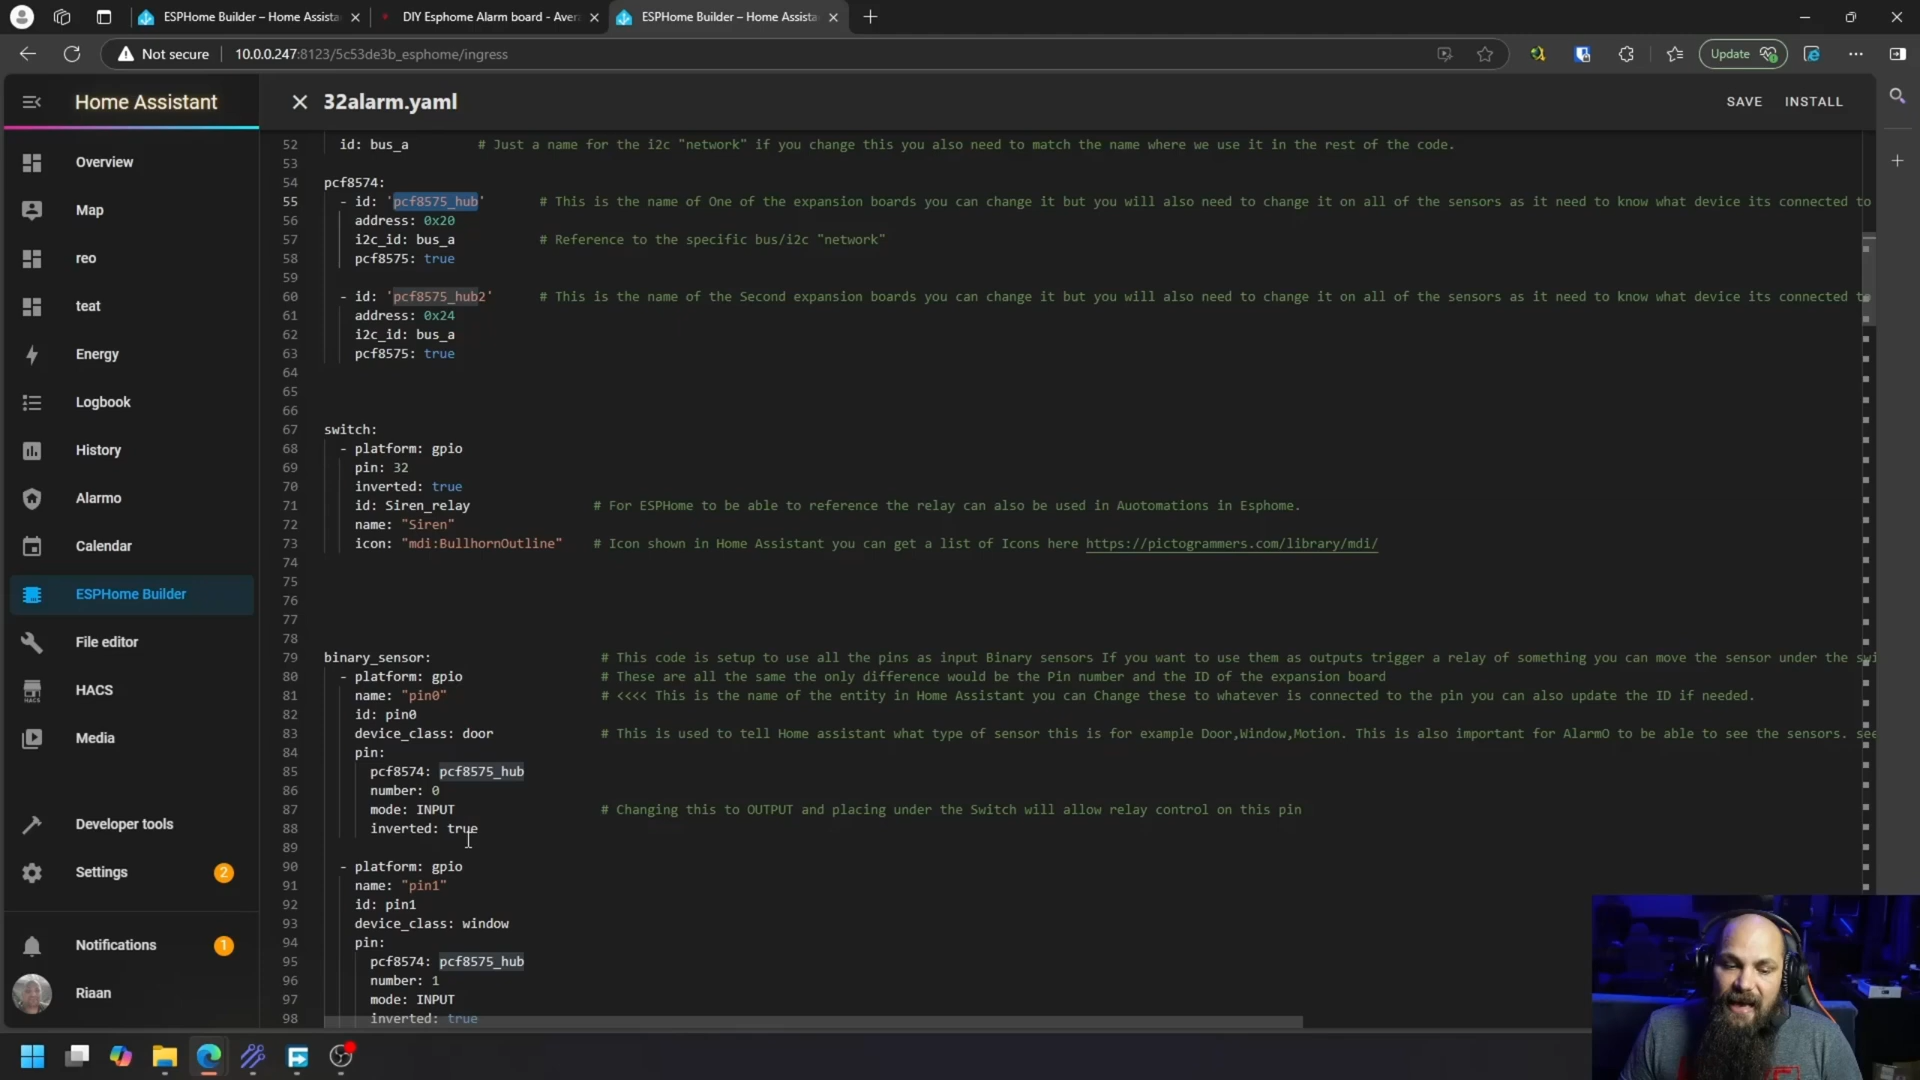 ESPHome Builder – Home Assista
DIY Esphome Alarm board - Aver
ESPHome Builder – Home Assista
Not secure
10.0.0.247:8123/5c53de3b_esphome/ingress
Update
Home Assistant
32alarm.yaml
SAVE
INSTALL
Overview
Map
reo
teat
Energy
Logbook
History
Alarmo
Calendar
ESPHome Builder
File editor
HACS
HACS
Media
Developer tools
Settings
2
Notifications
1
Riaan
52 id: bus_a # Just a name for the i2c "network" if you change this you also need to match the name where we use it in the rest of the code.
53
54 pcf8574:
55 - id: 'pcf8575_hub' # This is the name of One of the expansion boards you can change it but you will also need to change it on all of the sensors as it need to know what device its connected to
56 address: 0x20
57 i2c_id: bus_a # Reference to the specific bus/i2c "network"
58 pcf8575: true
59
60 - id: 'pcf8575_hub2' # This is the name of the Second expansion boards you can change it but you will also need to change it on all of the sensors as it need to know what device its connected to
61 address: 0x24
62 i2c_id: bus_a
63 pcf8575: true
64
65
66
67 switch:
68 - platform: gpio
69 pin: 32
70 inverted: true
71 id: Siren_relay # For ESPHome to be able to reference the relay can also be used in Auotomations in Esphome.
72 name: "Siren"
73 icon: "mdi:BullhornOutline" # Icon shown in Home Assistant you can get a list of Icons here https://pictogrammers.com/library/mdi/
74
75
76
77
78
79 binary_sensor: # This code is setup to use all the pins as input Binary sensors If you want to use them as outputs trigger a relay of something you can move the sensor under the swi
80 - platform: gpio # These are all the same the only difference would be the Pin number and the ID of the expansion board
81 name: "pin0" # <<<< This is the name of the entity in Home Assistant you can Change these to whatever is connected to the pin you can also update the ID if needed.
82 id: pin0
83 device_class: door # This is used to tell Home assistant what type of sensor this is for example Door,Window,Motion. This is also important for AlarmO to be able to see the sensors. see
84 pin:
85 pcf8574: pcf8575_hub
86 number: 0
87 mode: INPUT # Changing this to OUTPUT and placing under the Switch will allow relay control on this pin
88 inverted: true
89
90 - platform: gpio
91 name: "pin1"
92 id: pin1
93 device_class: window
94 pin:
95 pcf8574: pcf8575_hub
96 number: 1
97 mode: INPUT
98 inverted: true